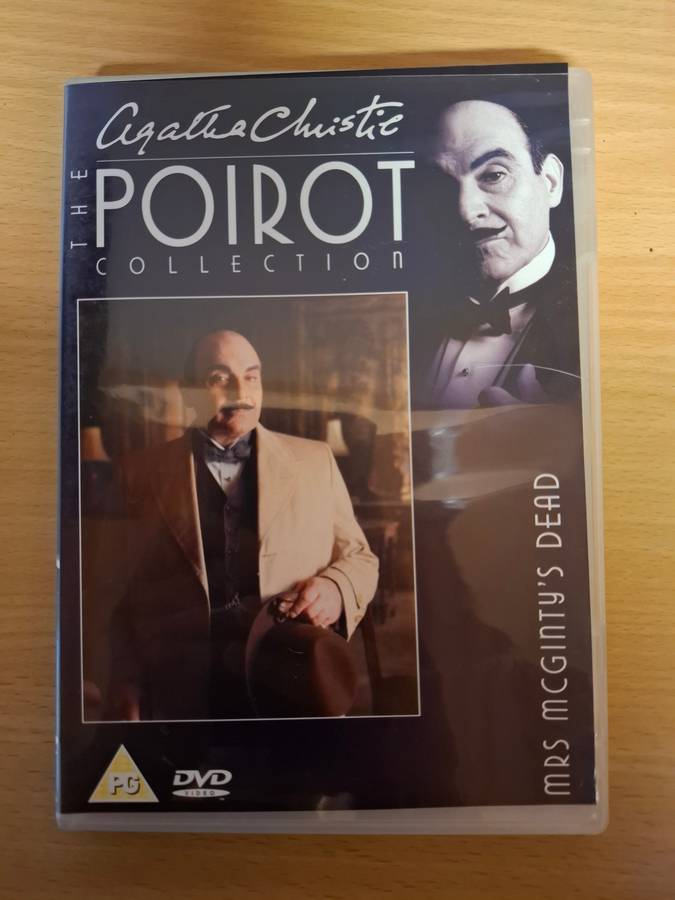 Agatha Christie
THE
POIROT
COLLECTION
MRS MCGINTY'S DEAD
PG
DVD
VIDEO